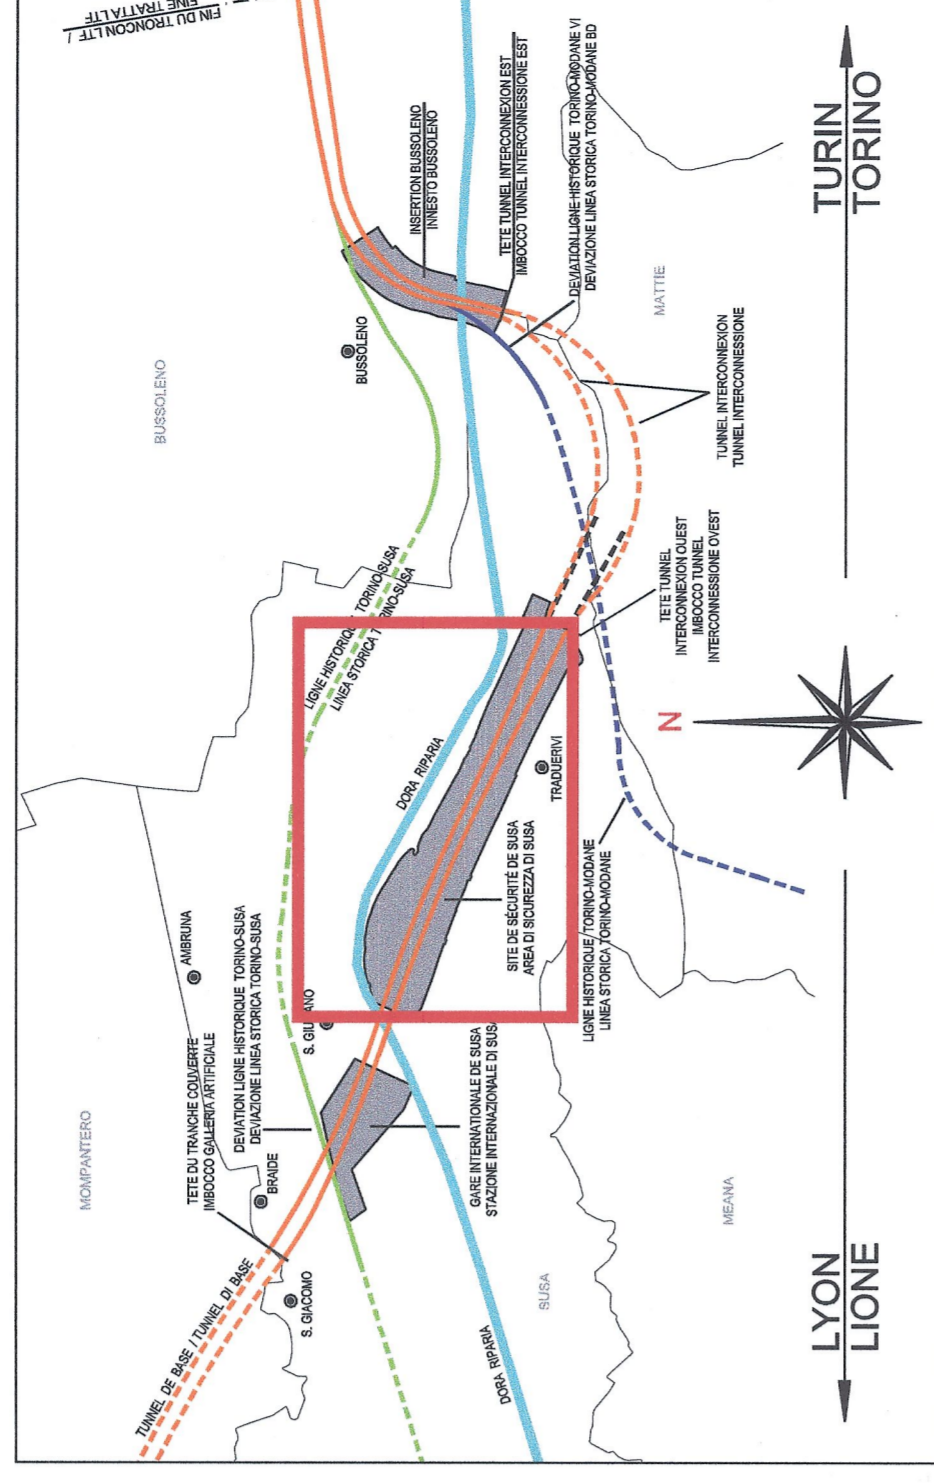 FIN DU TRONCON LTF /
FINE TRATTA LTF
INSERTION BUSSOLENO
INNESTO BUSSOLENO
TETE TUNNEL INTERCONNEXION EST
IMBOCCO TUNNEL INTERCONNESSIONE EST
DEVIATION LIGNE HISTORIQUE TORINO-MODANE VI
DEVIAZIONE LINEA STORICA TORINO-MODANE BD
TURIN
TORINO
MATTIE
BUSSOLENO
BUSSOLENO
TUNNEL INTERCONNEXION
TUNNEL INTERCONNESSIONE
LIGNE HISTORIQUE TORINO-SUSA
LINEA STORICA TORINO-SUSA
TETE TUNNEL
INTERCONNEXION OUEST
IMBOCCO TUNNEL
INTERCONNESSIONE OVEST
N
DORA RIPARIA
TRADUERIVI
SITE DE SÉCURITÉ DE SUSA
AREA DI SICUREZZA DI SUSA
LIGNE HISTORIQUE TORINO-MODANE
LINEA STORICA TORINO-MODANE
AMBRUNA
S. GIULIANO
DEVIATION LIGNE HISTORIQUE TORINO-SUSA
DEVIAZIONE LINEA STORICA TORINO-SUSA
TETE DU TRANCHE COUVERTE
IMBOCCO GALLERIA ARTIFICIALE
MOMPANTERO
BRAIDE
GARE INTERNATIONALE DE SUSA
STAZIONE INTERNAZIONALE DI SUSA
MEANA
SUSA
S. GIACOMO
TUNNEL DE BASE / TUNNEL DI BASE
DORA RIPARIA
LYON
LIONE